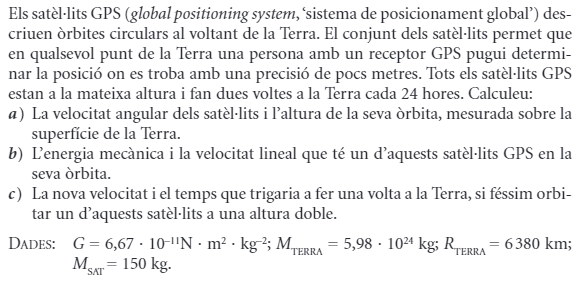 Els satèl·lits GPS (global positioning system, ‘sistema de posicionament global’) des-
criuen òrbites circulars al voltant de la Terra. El conjunt dels satèl·lits permet que
en qualsevol punt de la Terra una persona amb un receptor GPS pugui determi-
nar la posició on es troba amb una precisió de pocs metres. Tots els satèl·lits GPS
estan a la mateixa altura i fan dues voltes a la Terra cada 24 hores. Calculeu:
a) La velocitat angular dels satèl·lits i l’altura de la seva òrbita, mesurada sobre la
superfície de la Terra.
b) L’energia mecànica i la velocitat lineal que té un d’aquests satèl·lits GPS en la
seva òrbita.
c) La nova velocitat i el temps que trigaria a fer una volta a la Terra, si féssim orbi-
tar un d’aquests satèl·lits a una altura doble.
DADES: G = 6,67 · 10⁻¹¹N · m² · kg⁻²; M_TERRA = 5,98 · 10²⁴ kg; R_TERRA = 6 380 km;
M_SAT = 150 kg.